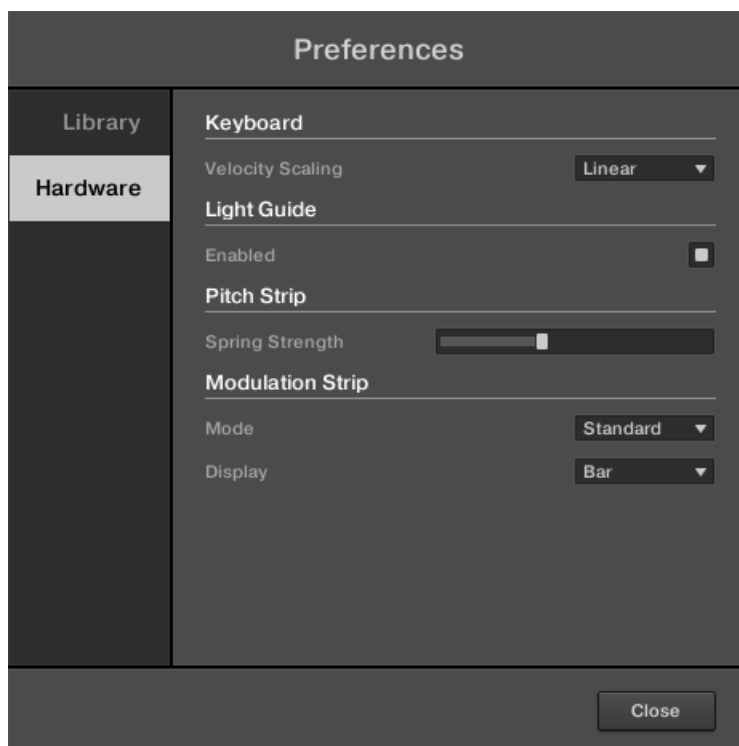 Preferences
Library
Hardware
Keyboard
Velocity Scaling Linear
Light Guide
Enabled
Pitch Strip
Spring Strength
Modulation Strip
Mode Standard
Display Bar
Close